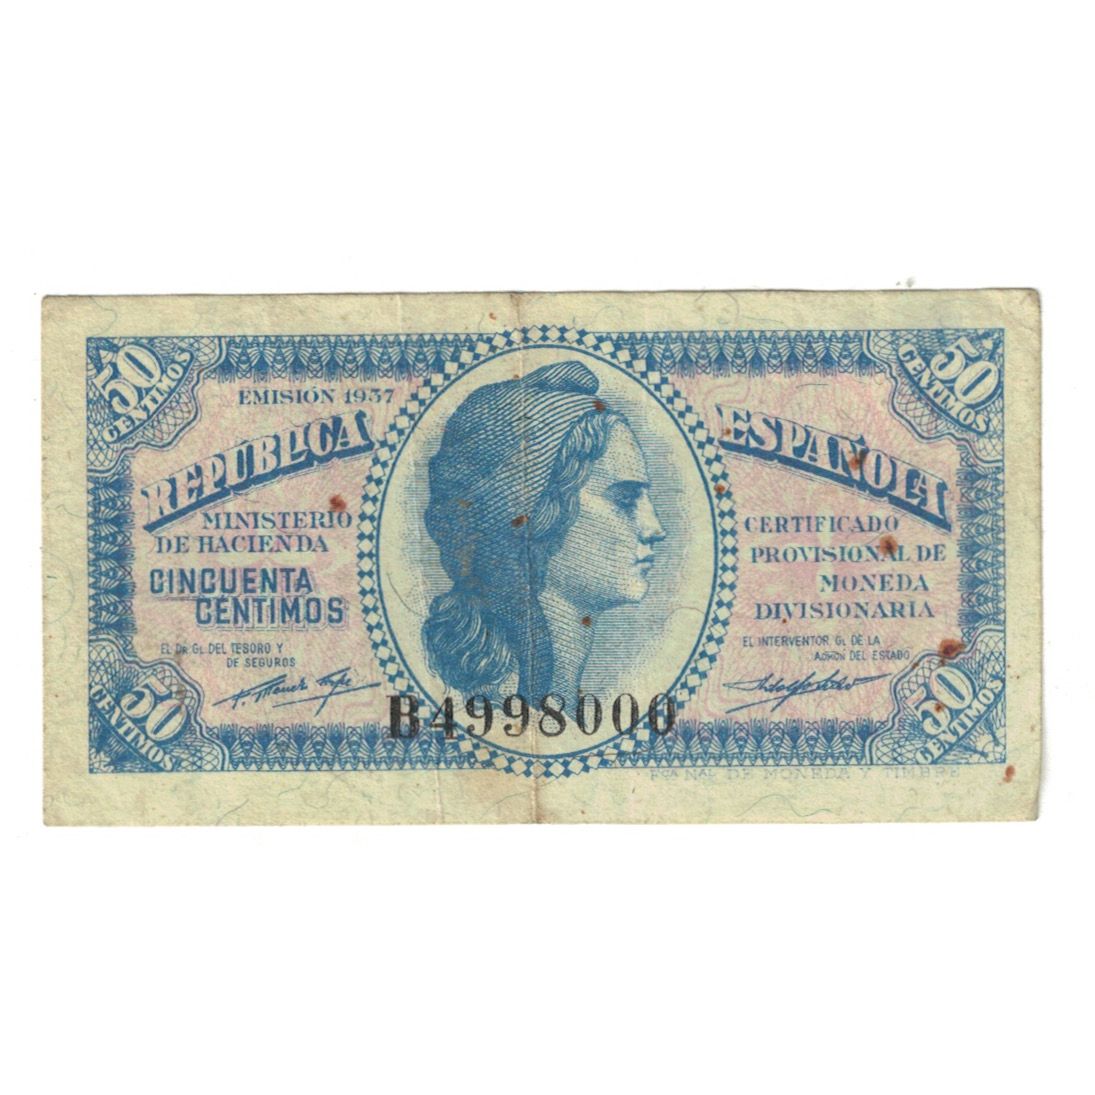 50
CENTIMOS
50
CENTIMOS
EMISIÓN 1937
REPÚBLICA
ESPAÑOLA
MINISTERIO
DE HACIENDA
CINCUENTA
CENTIMOS
EL DR. GL. DEL TESORO Y
DE SEGUROS
CERTIFICADO
PROVISIONAL DE
MONEDA
DIVISIONARIA
EL INTERVENTOR GL DE LA
ADMÓN DEL ESTADO
B4998000
50
CENTIMOS
50
CENTIMOS
FCA NAL DE MONEDA Y TIMBRE